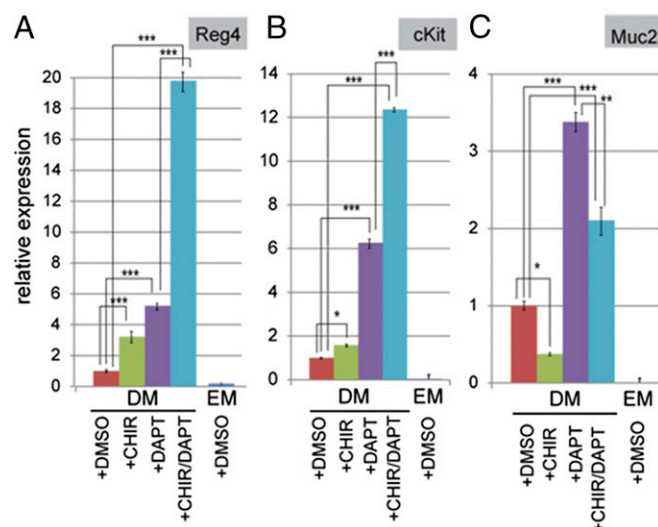 A
Reg4
B
cKit
C
Muc2
relative expression
20
18
16
14
12
10
8
6
4
2
0
***
***
***
***
DM
EM
+DMSO
+CHIR
+DAPT
+CHIR/DAPT
+DMSO
14
12
10
8
6
4
2
0
***
***
***
*
DM
EM
+DMSO
+CHIR
+DAPT
+CHIR/DAPT
+DMSO
4
3
2
1
0
***
***
**
*
DM
EM
+DMSO
+CHIR
+DAPT
+CHIR/DAPT
+DMSO